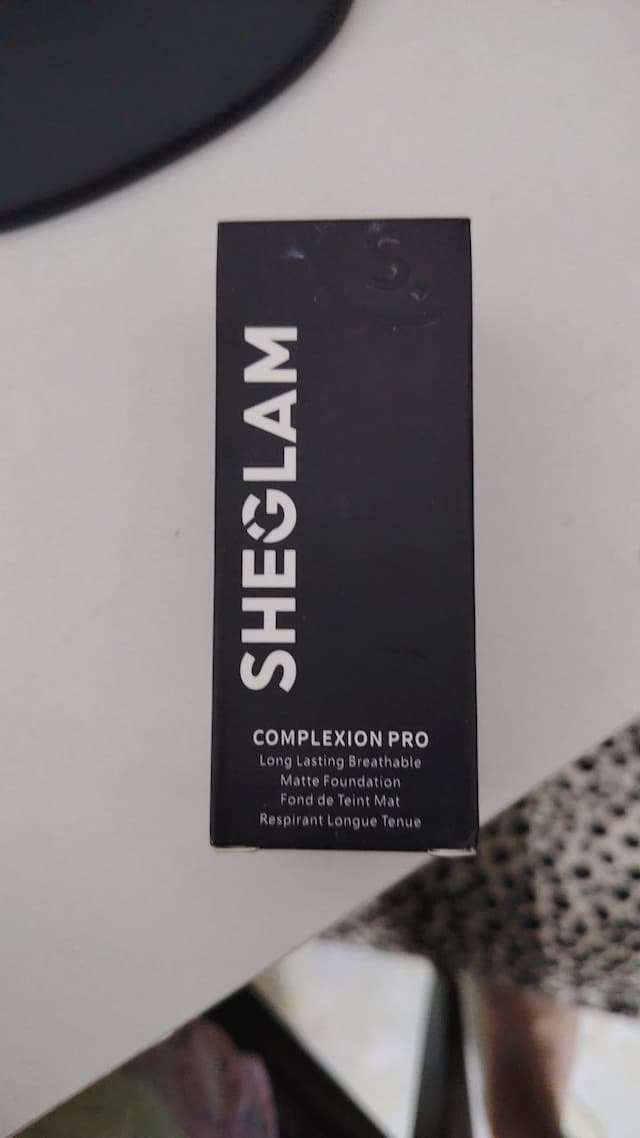 SHEGLAM
COMPLEXION PRO
Long Lasting Breathable
Matte Foundation
Fond de Teint Mat
Respirant Longue Tenue